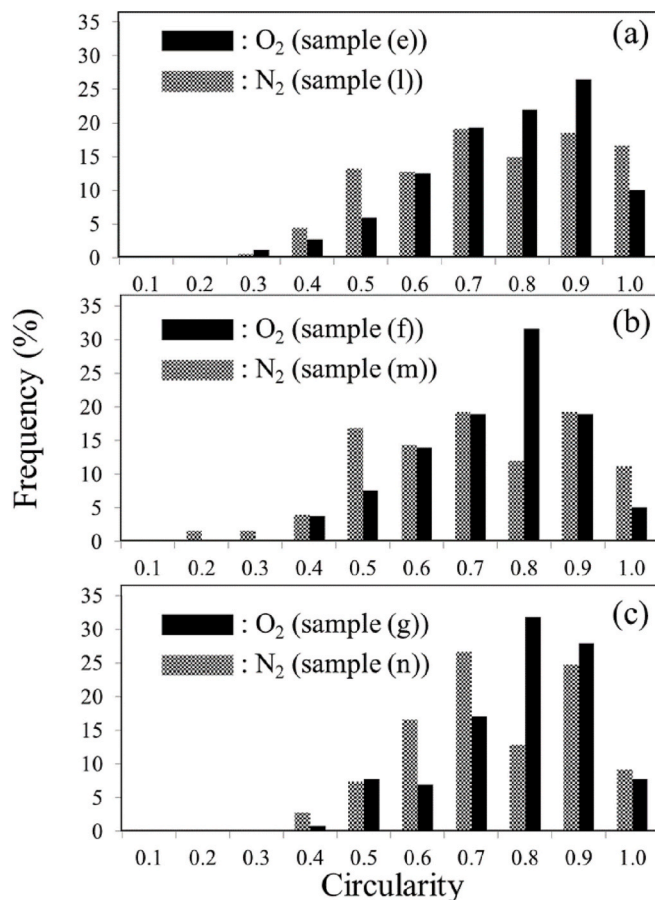 35
30
25
20
15
10
5
0
: O₂ (sample (e))
: N₂ (sample (l))
(a)
0.1 0.2 0.3 0.4 0.5 0.6 0.7 0.8 0.9 1.0
35
30
25
20
15
10
5
0
: O₂ (sample (f))
: N₂ (sample (m))
(b)
0.1 0.2 0.3 0.4 0.5 0.6 0.7 0.8 0.9 1.0
35
30
25
20
15
10
5
0
: O₂ (sample (g))
: N₂ (sample (n))
(c)
0.1 0.2 0.3 0.4 0.5 0.6 0.7 0.8 0.9 1.0
Frequency (%)
Circularity